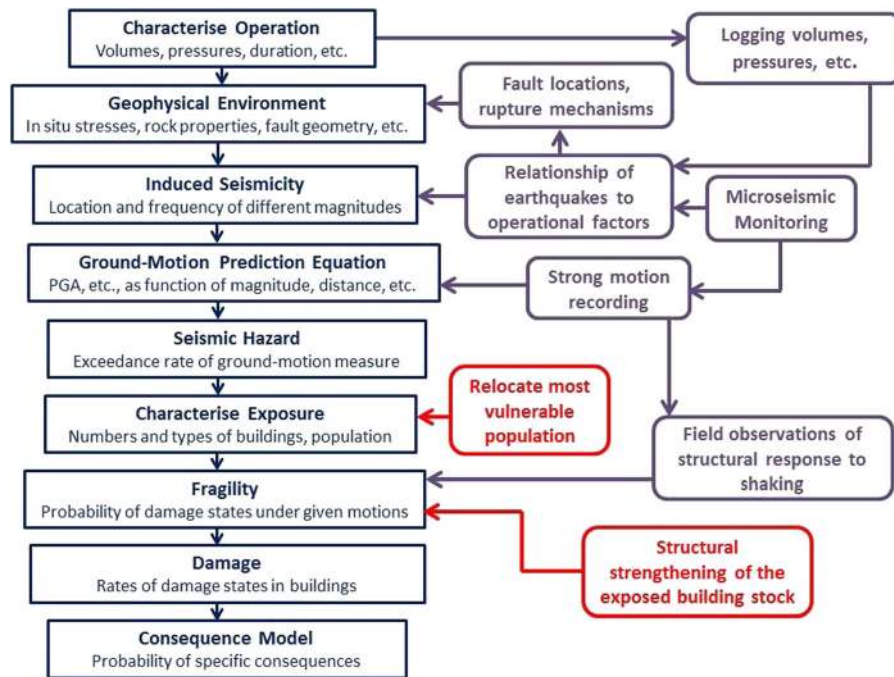 Characterise Operation
Volumes, pressures, duration, etc.
Logging volumes,
pressures, etc.
Geophysical Environment
In situ stresses, rock properties, fault geometry, etc.
Fault locations,
rupture mechanisms
Induced Seismicity
Location and frequency of different magnitudes
Relationship of
earthquakes to
operational factors
Microseismic
Monitoring
Ground-Motion Prediction Equation
PGA, etc., as function of magnitude, distance, etc.
Strong motion
recording
Seismic Hazard
Exceedance rate of ground-motion measure
Characterise Exposure
Numbers and types of buildings, population
Relocate most
vulnerable
population
Field observations of
structural response to
shaking
Fragility
Probability of damage states under given motions
Damage
Rates of damage states in buildings
Structural
strengthening of the
exposed building stock
Consequence Model
Probability of specific consequences